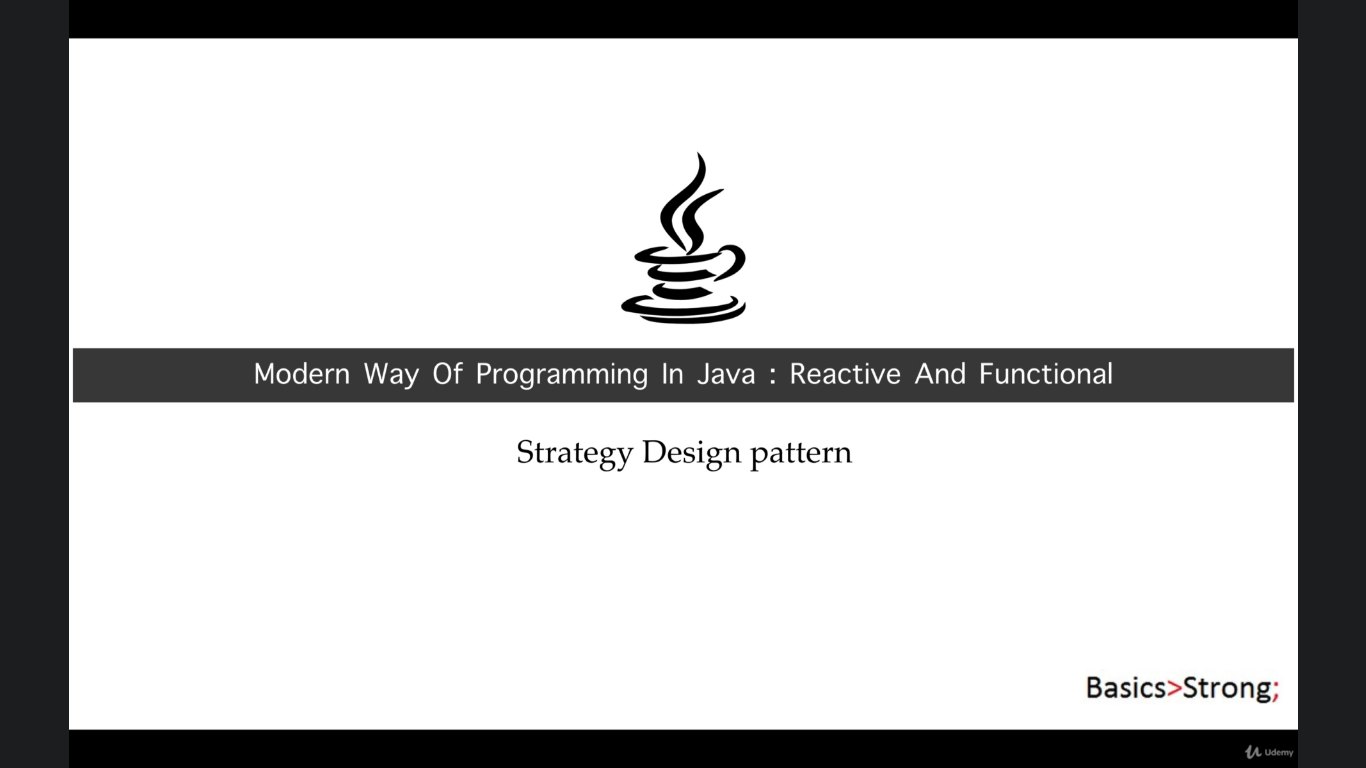 Modern Way Of Programming In Java : Reactive And Functional
Strategy Design pattern
Basics>Strong;
Udemy